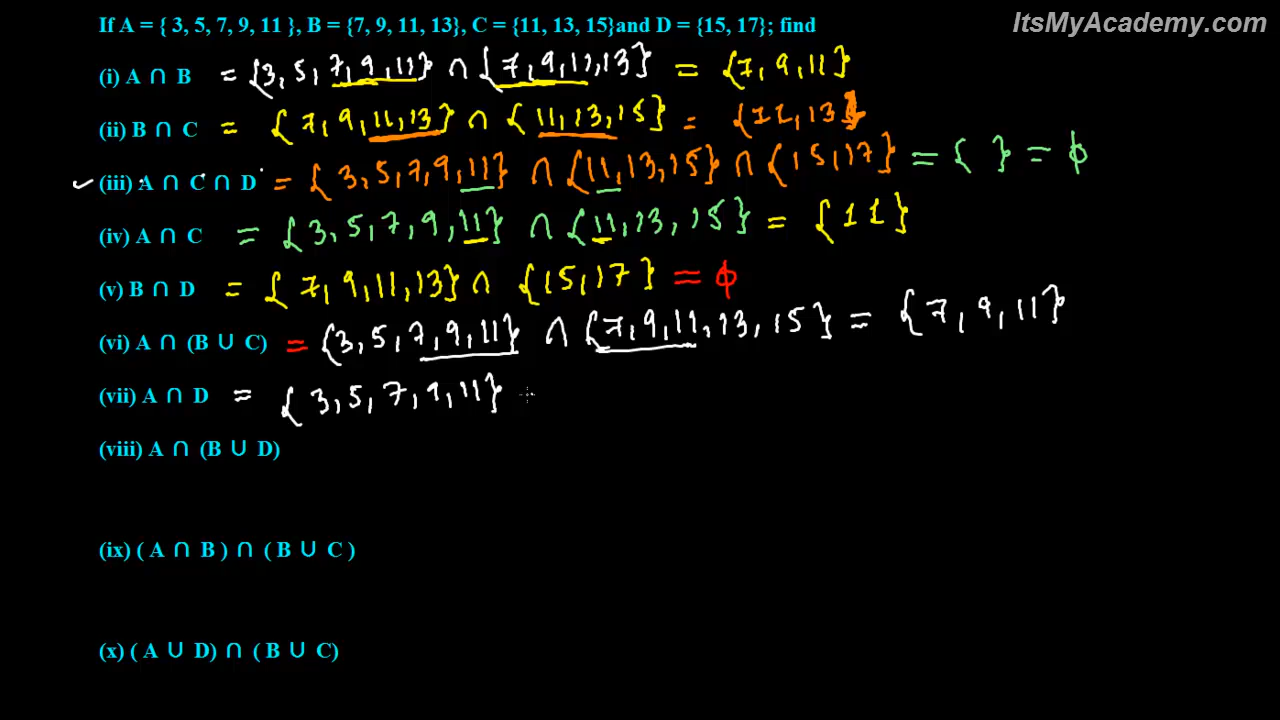 ItsMyAcademy.com
If A = { 3, 5, 7, 9, 11 }, B = {7, 9, 11, 13}, C = {11, 13, 15}and D = {15, 17}; find
(i) A ∩ B = {3, 5, 7, 9, 11} ∩ {7, 9, 11, 13} = {7, 9, 11}
(ii) B ∩ C = {7, 9, 11, 13} ∩ {11, 13, 15} = {11, 13}
(iii) A ∩ C ∩ D = {3, 5, 7, 9, 11} ∩ {11, 13, 15} ∩ {15, 17} = { } = ϕ
(iv) A ∩ C = {3, 5, 7, 9, 11} ∩ {11, 13, 15} = {11}
(v) B ∩ D = {7, 9, 11, 13} ∩ {15, 17} = ϕ
(vi) A ∩ (B ∪ C) = {3, 5, 7, 9, 11} ∩ {7, 9, 11, 13, 15} = {7, 9, 11}
(vii) A ∩ D = {3, 5, 7, 9, 11}
(viii) A ∩ (B ∪ D)
(ix) ( A ∩ B ) ∩ ( B ∪ C )
(x) ( A ∪ D) ∩ ( B ∪ C)